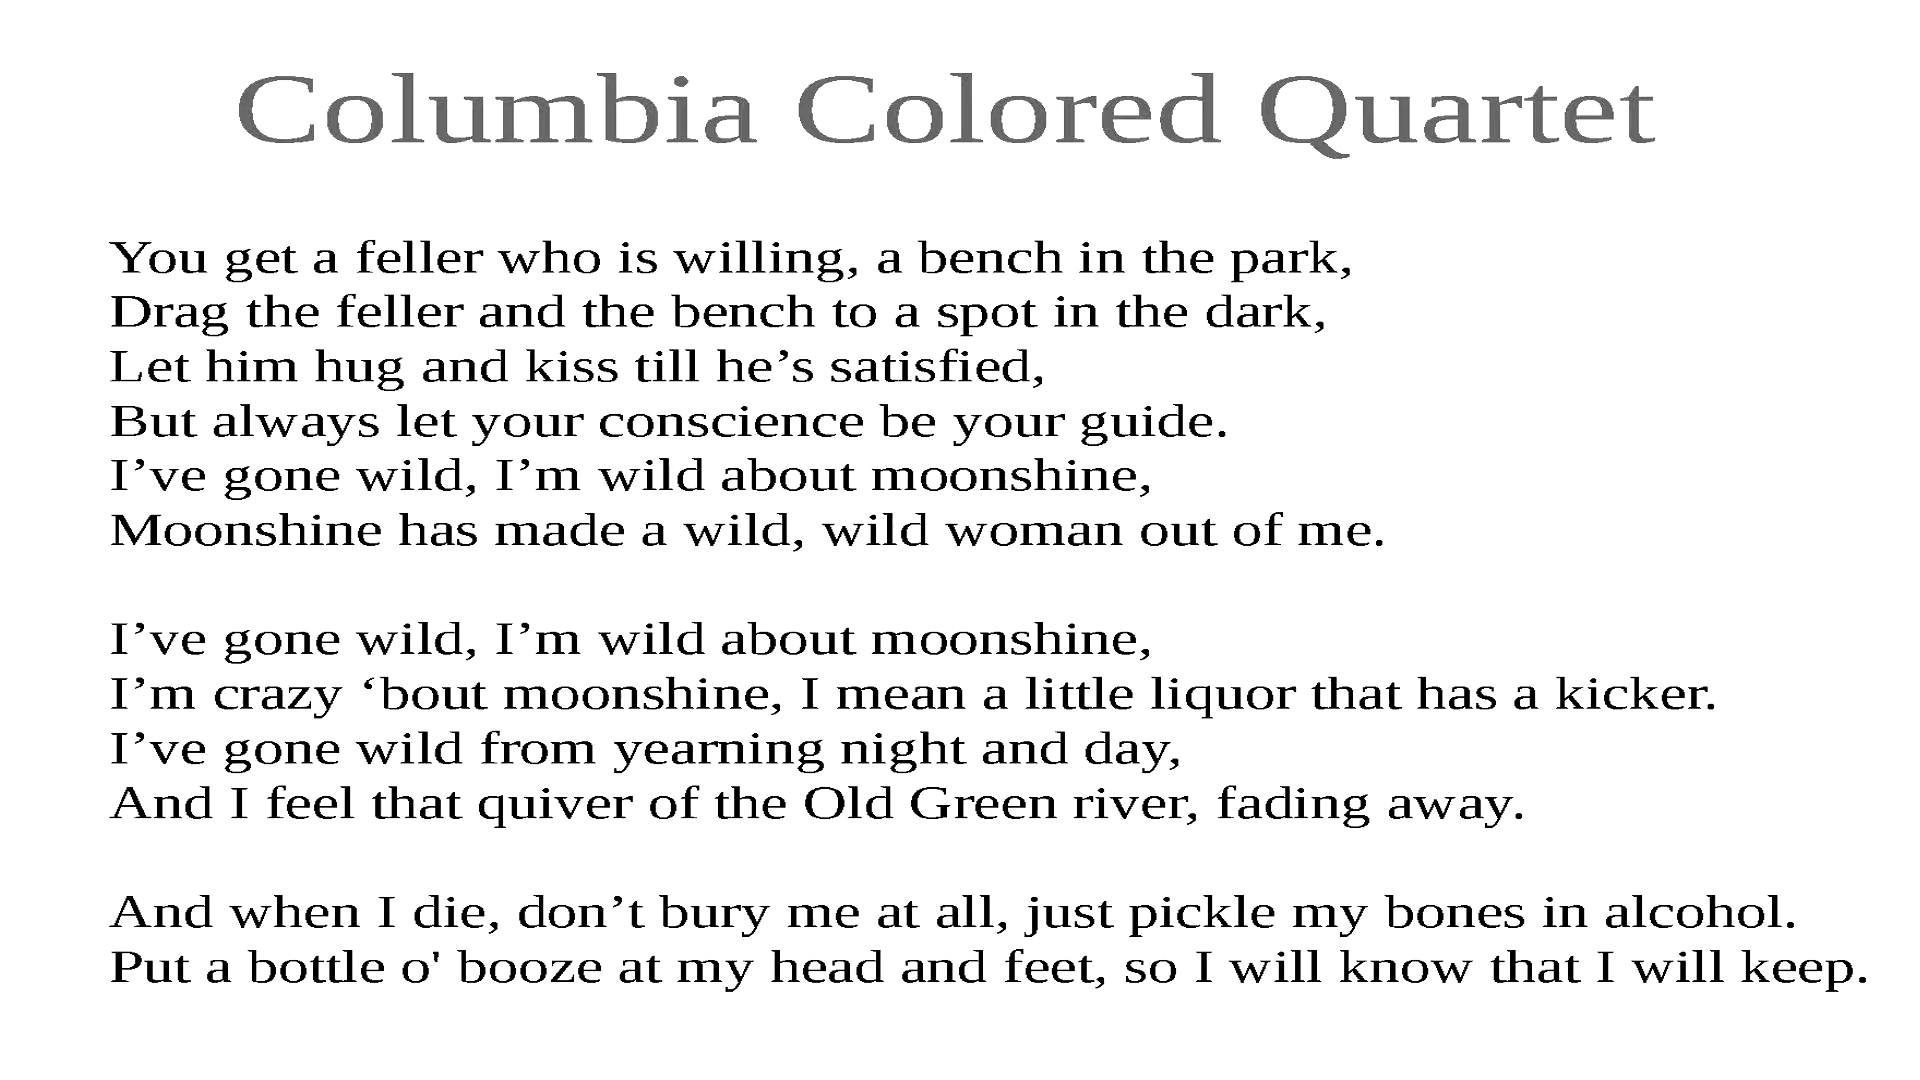 Columbia Colored Quartet
You get a feller who is willing, a bench in the park,
Drag the feller and the bench to a spot in the dark,
Let him hug and kiss till he’s satisfied,
But always let your conscience be your guide.
I’ve gone wild, I’m wild about moonshine,
Moonshine has made a wild, wild woman out of me.
I’ve gone wild, I’m wild about moonshine,
I’m crazy ‘bout moonshine, I mean a little liquor that has a kicker.
I’ve gone wild from yearning night and day,
And I feel that quiver of the Old Green river, fading away.
And when I die, don’t bury me at all, just pickle my bones in alcohol.
Put a bottle o' booze at my head and feet, so I will know that I will keep.